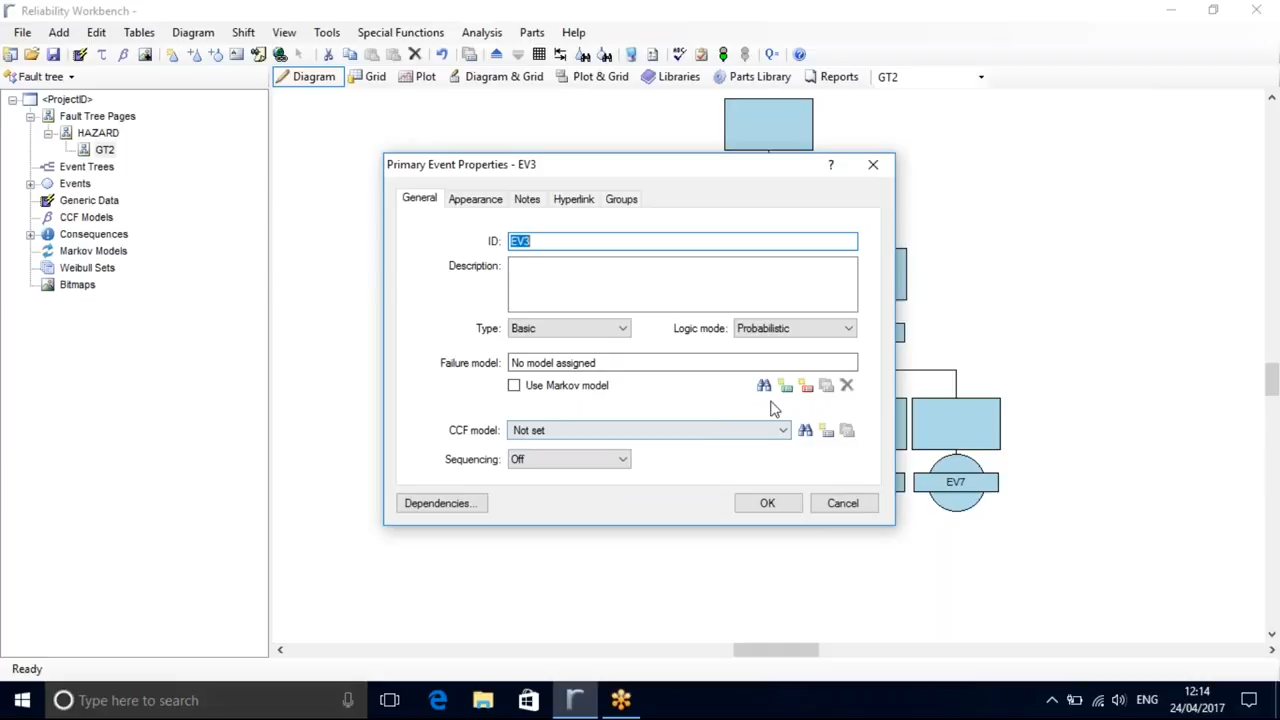 Reliability Workbench -
File Add Edit Tables Diagram Shift View Tools Special Functions Analysis Parts Help
Fault tree Diagram Grid Plot Diagram & Grid Plot & Grid Libraries Parts Library Reports GT2
<ProjectID>
Fault Tree Pages
HAZARD
GT2
Event Trees
Events
Generic Data
CCF Models
Consequences
Markov Models
Weibull Sets
Bitmaps
Primary Event Properties - EV3
General Appearance Notes Hyperlink Groups
ID: EV3
Description:
Type: Basic Logic mode: Probabilistic
Failure model: No model assigned
Use Markov model
CCF model: Not set
Sequencing: Off
Dependencies... OK Cancel
EV7
Ready
Type here to search
ENG
12:14
24/04/2017